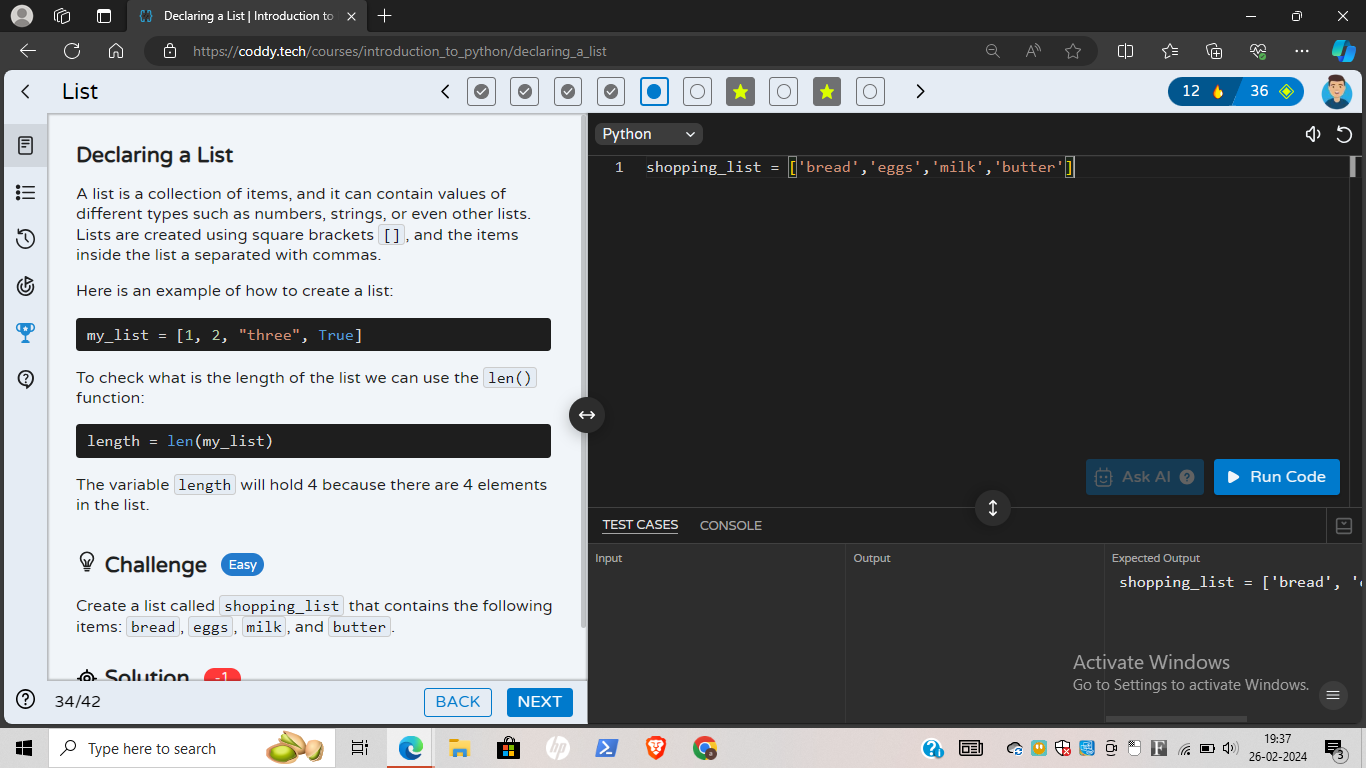 Declaring a List | Introduction to
https://coddy.tech/courses/introduction_to_python/declaring_a_list
List
12
36
Declaring a List
A list is a collection of items, and it can contain values of
different types such as numbers, strings, or even other lists.
Lists are created using square brackets [], and the items
inside the list a separated with commas.
Here is an example of how to create a list:
my_list = [1, 2, "three", True]
To check what is the length of the list we can use the len()
function:
length = len(my_list)
The variable length will hold 4 because there are 4 elements
in the list.
Challenge Easy
Create a list called shopping_list that contains the following
items: bread, eggs, milk, and butter.
Solution -1
34/42
BACK
NEXT
Python
1 shopping_list = ['bread','eggs','milk','butter']
Ask AI
Run Code
TEST CASES
CONSOLE
Input
Output
Expected Output
shopping_list = ['bread', '
Activate Windows
Go to Settings to activate Windows.
Type here to search
hp
F
19:37
26-02-2024
3